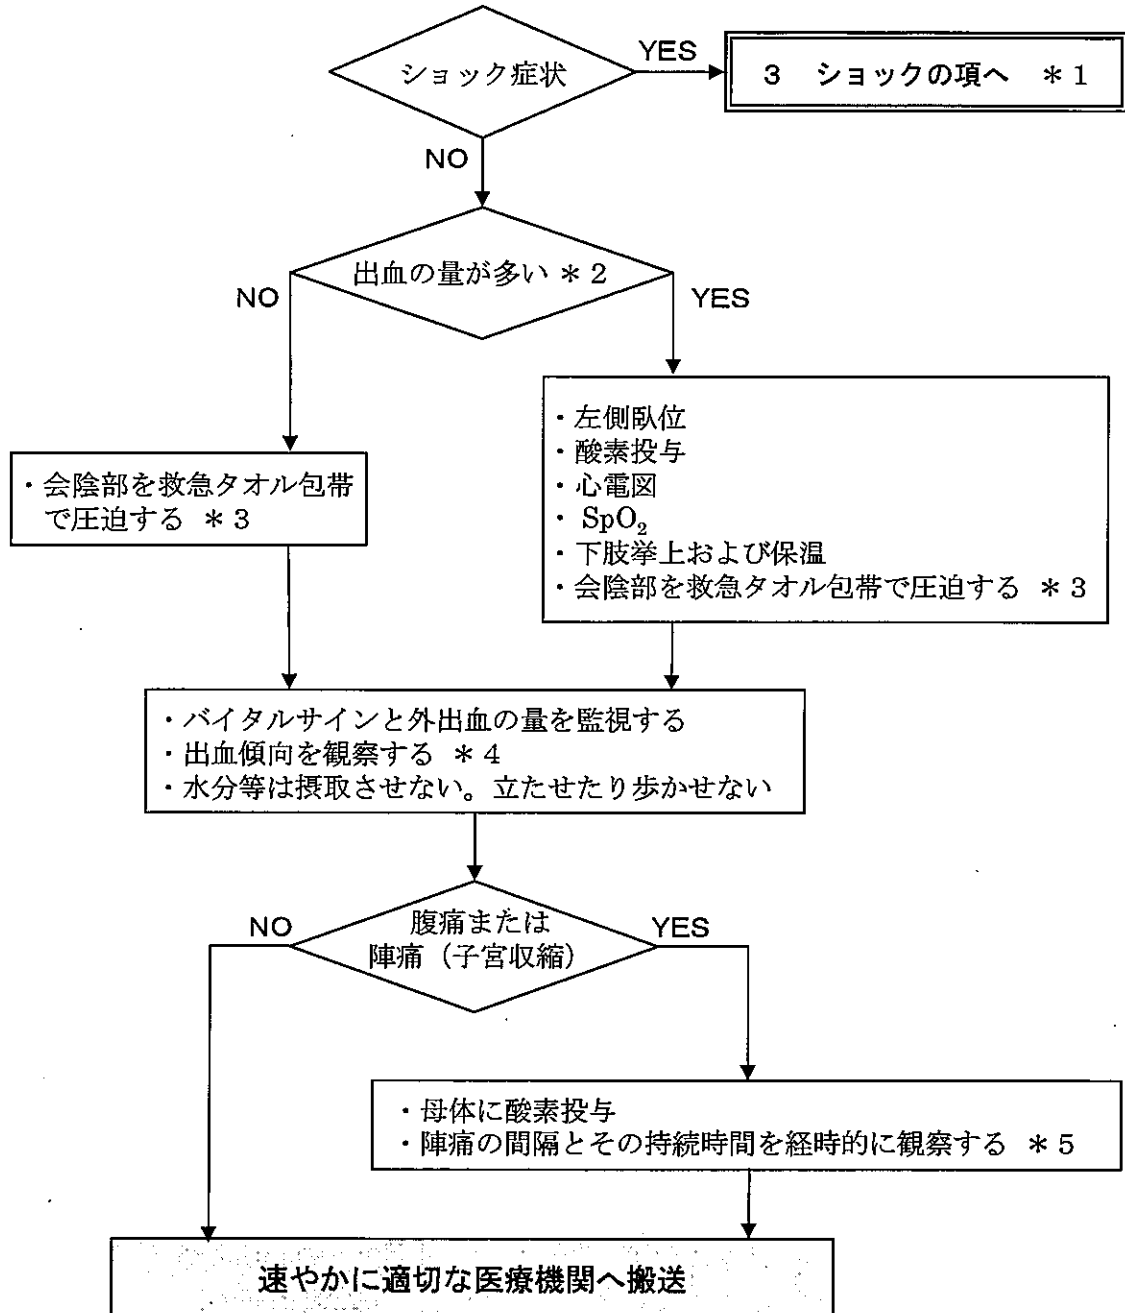 ショック症状
YES
3 ショックの項へ *1
NO
出血の量が多い *2
NO
YES
・会陰部を救急タオル包帯
で圧迫する *3
・左側臥位
・酸素投与
・心電図
・SpO₂
・下肢挙上および保温
・会陰部を救急タオル包帯で圧迫する *3
・バイタルサインと外出血の量を監視する
・出血傾向を観察する *4
・水分等は摂取させない。立たせたり歩かせない
腹痛または
陣痛(子宮収縮)
NO
YES
・母体に酸素投与
・陣痛の間隔とその持続時間を経時的に観察する *5
速やかに適切な医療機関へ搬送